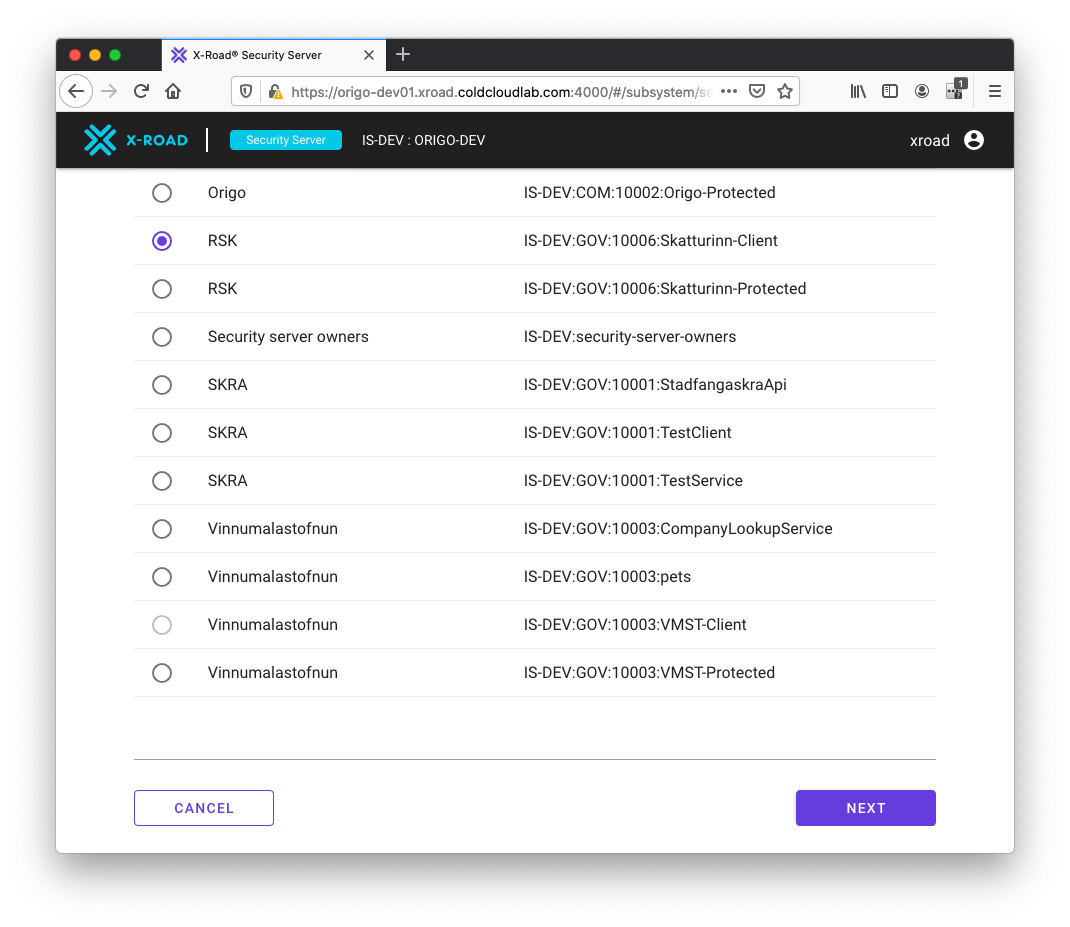 X-Road® Security Server
https://origo-dev01.xroad.coldcloudlab.com:4000/#/subsystem/se
1
X-ROAD Security Server IS-DEV : ORIGO-DEV xroad
Origo IS-DEV:COM:10002:Origo-Protected
RSK IS-DEV:GOV:10006:Skatturinn-Client
RSK IS-DEV:GOV:10006:Skatturinn-Protected
Security server owners IS-DEV:security-server-owners
SKRA IS-DEV:GOV:10001:StadfangaskraApi
SKRA IS-DEV:GOV:10001:TestClient
SKRA IS-DEV:GOV:10001:TestService
Vinnumalastofnun IS-DEV:GOV:10003:CompanyLookupService
Vinnumalastofnun IS-DEV:GOV:10003:pets
Vinnumalastofnun IS-DEV:GOV:10003:VMST-Client
Vinnumalastofnun IS-DEV:GOV:10003:VMST-Protected
CANCEL NEXT